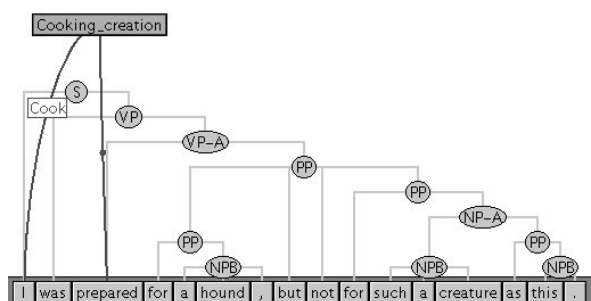 Cooking_creation
S
Cook
VP
VP-A
PP
PP
NP-A
PP
PP
NPB
NPB
NPB
I was prepared for a hound , but not for such a creature as this .